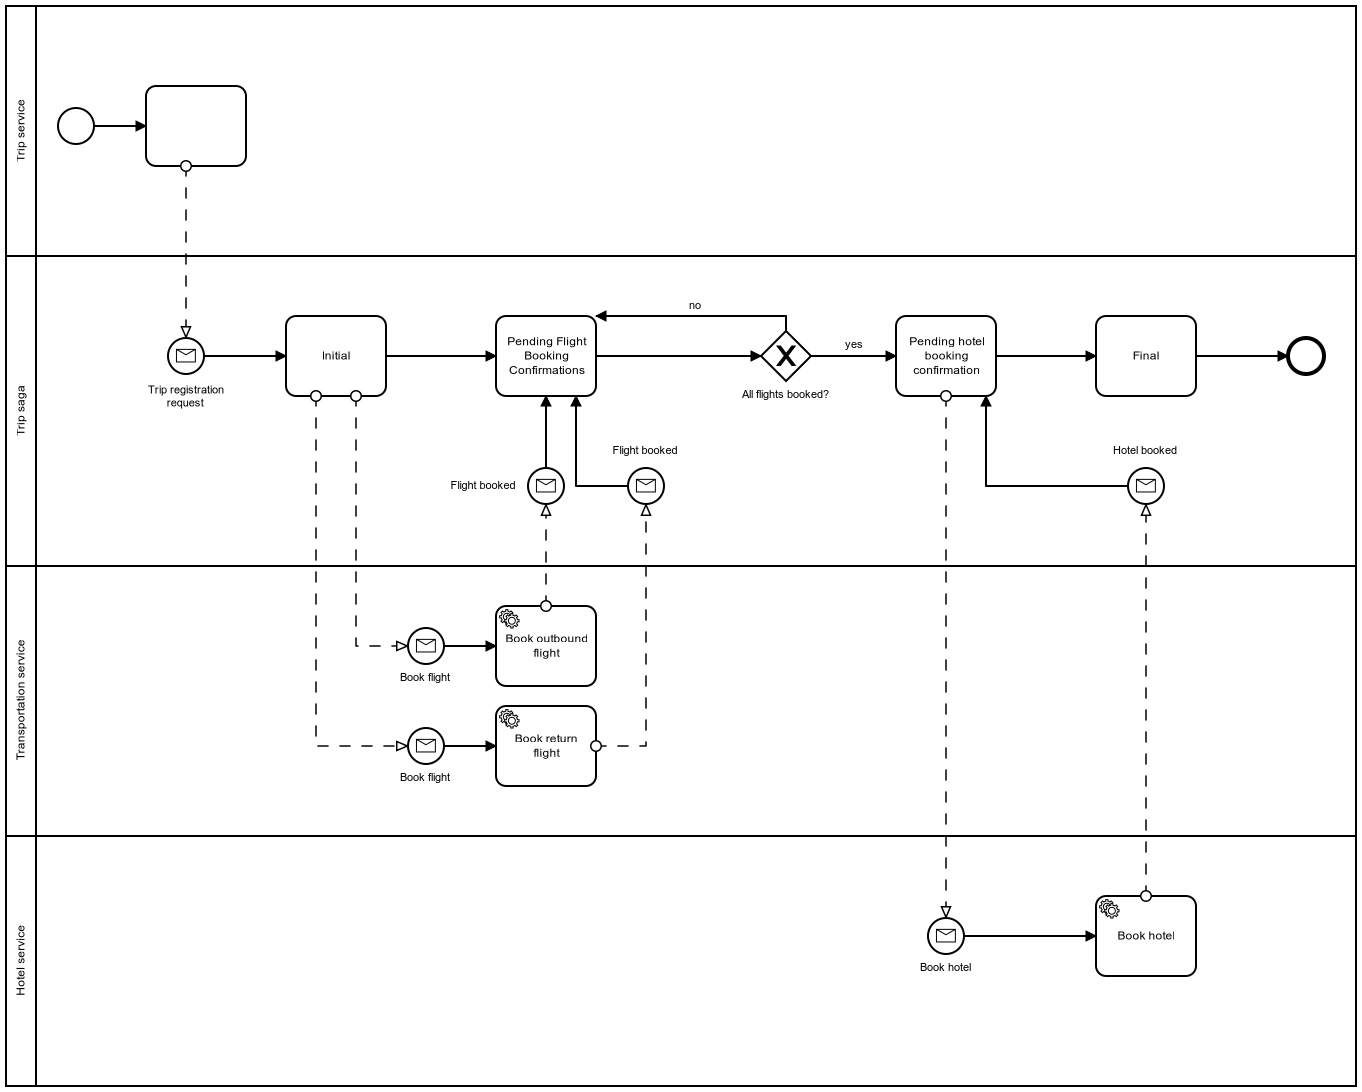 Trip service
Trip saga
Transportation service
Hotel service
Trip registration
request
Initial
Pending Flight
Booking
Confirmations
no
All flights booked?
yes
Pending hotel
booking
confirmation
Final
Flight booked
Flight booked
Hotel booked
Book flight
Book outbound
flight
Book flight
Book return
flight
Book hotel
Book hotel